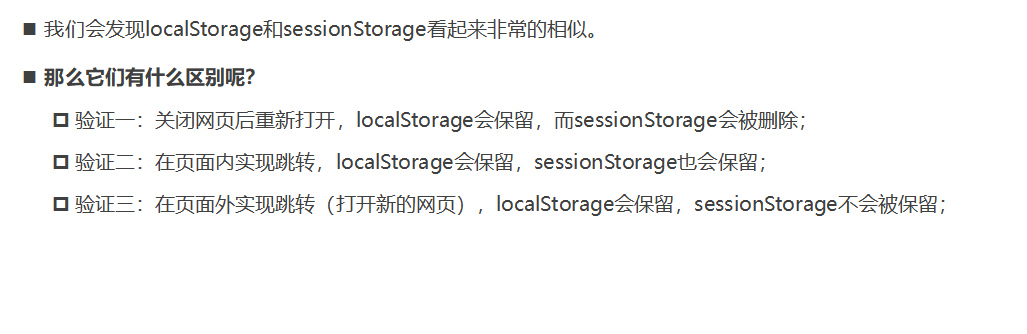 ■ 我们会发现localStorage和sessionStorage看起来非常的相似。
■ 那么它们有什么区别呢?
验证一：关闭网页后重新打开，localStorage会保留，而sessionStorage会被删除；
验证二：在页面内实现跳转，localStorage会保留，sessionStorage也会保留；
验证三：在页面外实现跳转（打开新的网页），localStorage会保留，sessionStorage不会被保留；